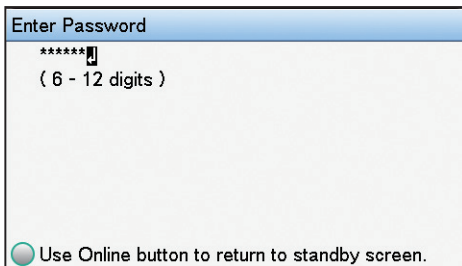 Enter Password
******↲
( 6 - 12 digits )
Use Online button to return to standby screen.